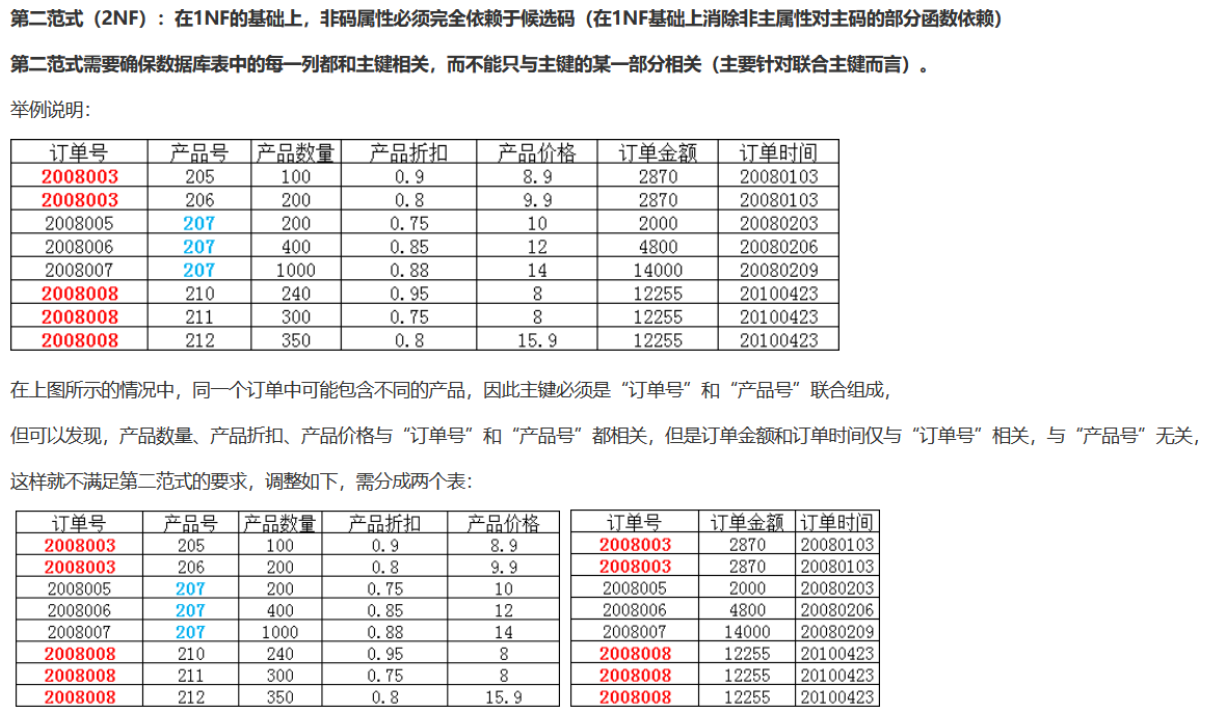 第二范式（2NF）：在1NF的基础上，非码属性必须完全依赖于候选码（在1NF基础上消除非主属性对主码的部分函数依赖）
第二范式需要确保数据库表中的每一列都和主键相关，而不能只与主键的某一部分相关（主要针对联合主键而言）。
举例说明：
订单号 产品号 产品数量 产品折扣 产品价格 订单金额 订单时间
2008003 205 100 0.9 8.9 2870 20080103
2008003 206 200 0.8 9.9 2870 20080103
2008005 207 200 0.75 10 2000 20080203
2008006 207 400 0.85 12 4800 20080206
2008007 207 1000 0.88 14 14000 20080209
2008008 210 240 0.95 8 12255 20100423
2008008 211 300 0.75 8 12255 20100423
2008008 212 350 0.8 15.9 12255 20100423
在上图所示的情况中，同一个订单中可能包含不同的产品，因此主键必须是“订单号”和“产品号”联合组成，
但可以发现，产品数量、产品折扣、产品价格与“订单号”和“产品号”都相关，但是订单金额和订单时间仅与“订单号”相关，与“产品号”无关，
这样就不满足第二范式的要求，调整如下，需分成两个表：
订单号 产品号 产品数量 产品折扣 产品价格
2008003 205 100 0.9 8.9
2008003 206 200 0.8 9.9
2008005 207 200 0.75 10
2008006 207 400 0.85 12
2008007 207 1000 0.88 14
2008008 210 240 0.95 8
2008008 211 300 0.75 8
2008008 212 350 0.8 15.9
订单号 订单金额 订单时间
2008003 2870 20080103
2008003 2870 20080103
2008005 2000 20080203
2008006 4800 20080206
2008007 14000 20080209
2008008 12255 20100423
2008008 12255 20100423
2008008 12255 20100423